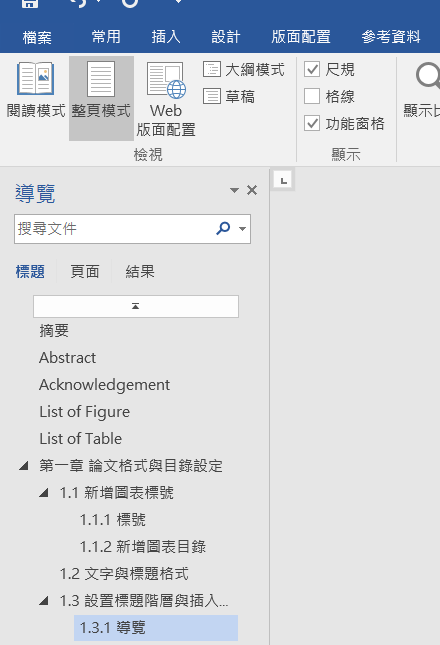 檔案 常用 插入 設計 版面配置 參考資料
閱讀模式 整頁模式 Web 版面配置
大綱模式
草稿
檢視
尺規
格線
功能窗格
顯示
顯示比
導覽
搜尋文件
標題 頁面 結果
摘要
Abstract
Acknowledgement
List of Figure
List of Table
第一章 論文格式與目錄設定
1.1 新增圖表標號
1.1.1 標號
1.1.2 新增圖表目錄
1.2 文字與標題格式
1.3 設置標題階層與插入...
1.3.1 導覽